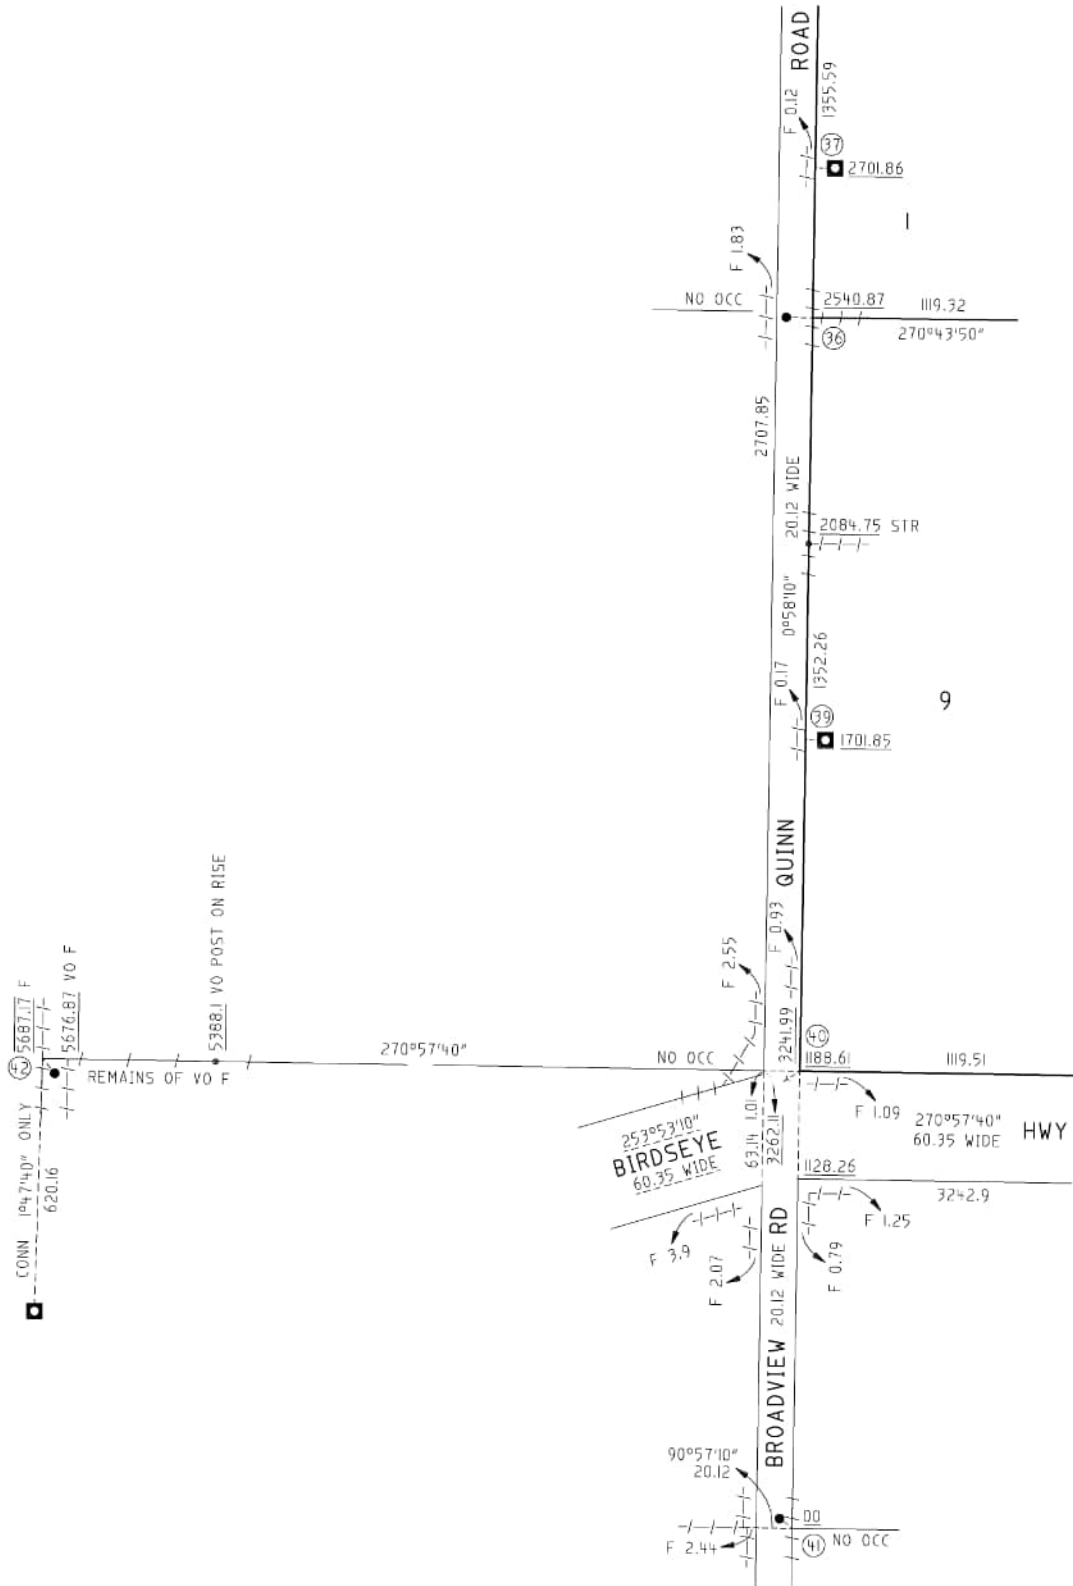 ROAD
1355.59
F 0.12
37
2701.86
1
F 1.83
NO OCC
2540.87
1119.32
36
270°43'50"
2707.85
20.12 WIDE
2084.75 STR
0°58'10"
1352.26
F 0.17
39
1701.85
9
QUINN
F 0.93
F 2.55
3241.99
40
1188.61
1119.51
5687.17 F
5676.87 VO F
5388.1 VO POST ON RISE
270°57'40"
NO OCC
42
REMAINS OF VO F
CONN 1°47'40" ONLY
620.16
253°53'10"
BIRDSEYE
60.35 WIDE
63.14
1.01
3262.11
F 1.09
270°57'40"
60.35 WIDE
HWY
1128.26
3242.9
F 1.25
F 0.79
F 3.9
F 2.07
BROADVIEW 20.12 WIDE RD
90°57'10"
20.12
00
41
NO OCC
F 2.44